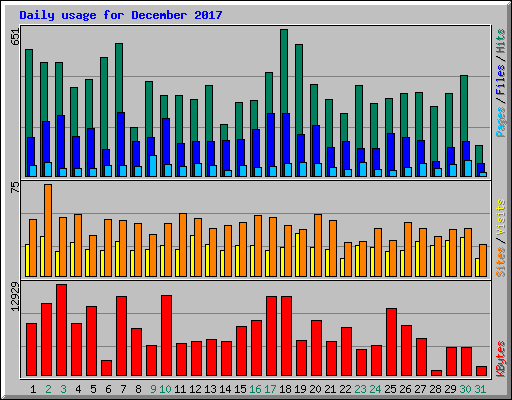 Daily usage for December 2017
651
Pages / Files / Hits
75
Sites / Visits
12929
KBytes
1 2 3 4 5 6 7 8 9 10 11 12 13 14 15 16 17 18 19 20 21 22 23 24 25 26 27 28 29 30 31